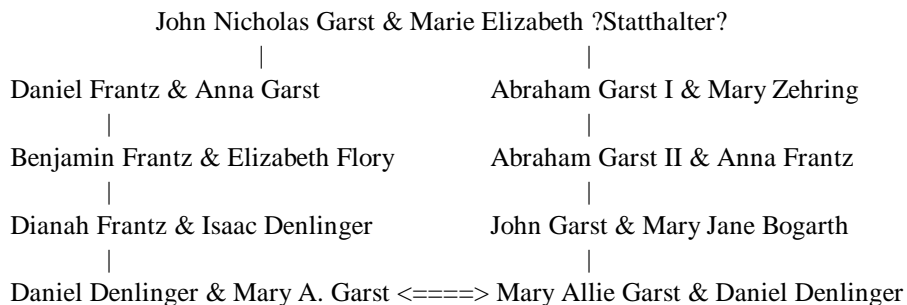 John Nicholas Garst & Marie Elizabeth ?Statthalter?
| |
Daniel Frantz & Anna Garst Abraham Garst I & Mary Zehring
| |
Benjamin Frantz & Elizabeth Flory Abraham Garst II & Anna Frantz
| |
Dianah Frantz & Isaac Denlinger John Garst & Mary Jane Bogarth
| |
Daniel Denlinger & Mary A. Garst <====> Mary Allie Garst & Daniel Denlinger